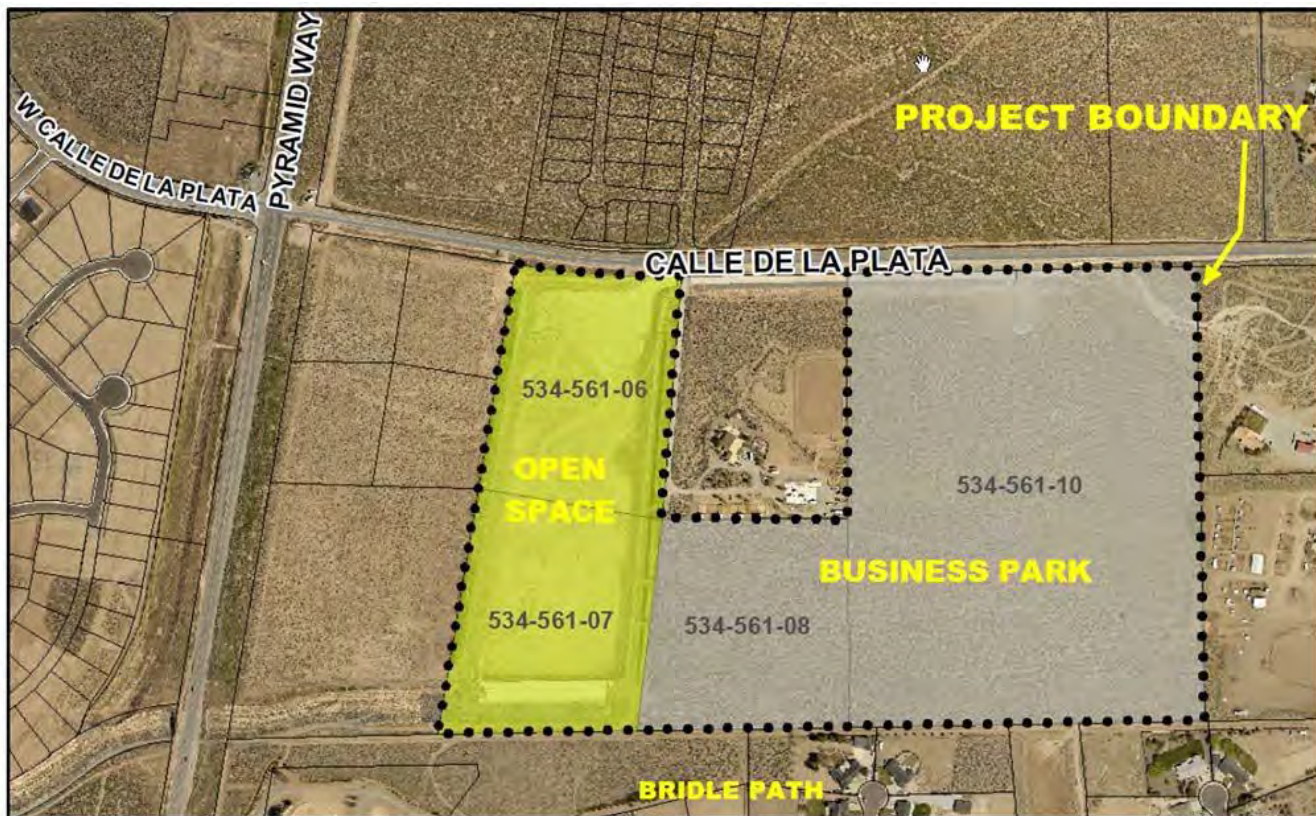 PROJECT BOUNDARY
W CALLE DE LA PLATA
PYRAMID WAY
CALLE DE LA PLATA
534-561-06
OPEN
SPACE
534-561-10
BUSINESS PARK
534-561-07
534-561-08
BRIDLE PATH